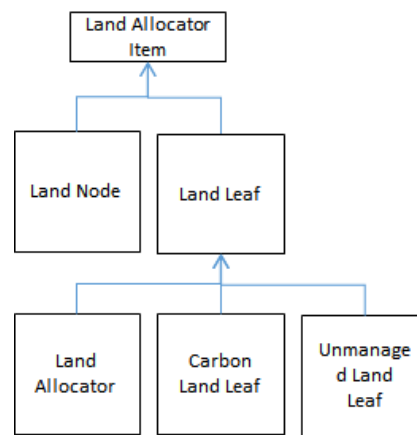 Land Allocator
Item
Land Node
Land Leaf
Land
Allocator
Carbon
Land Leaf
Unmanage
d Land
Leaf